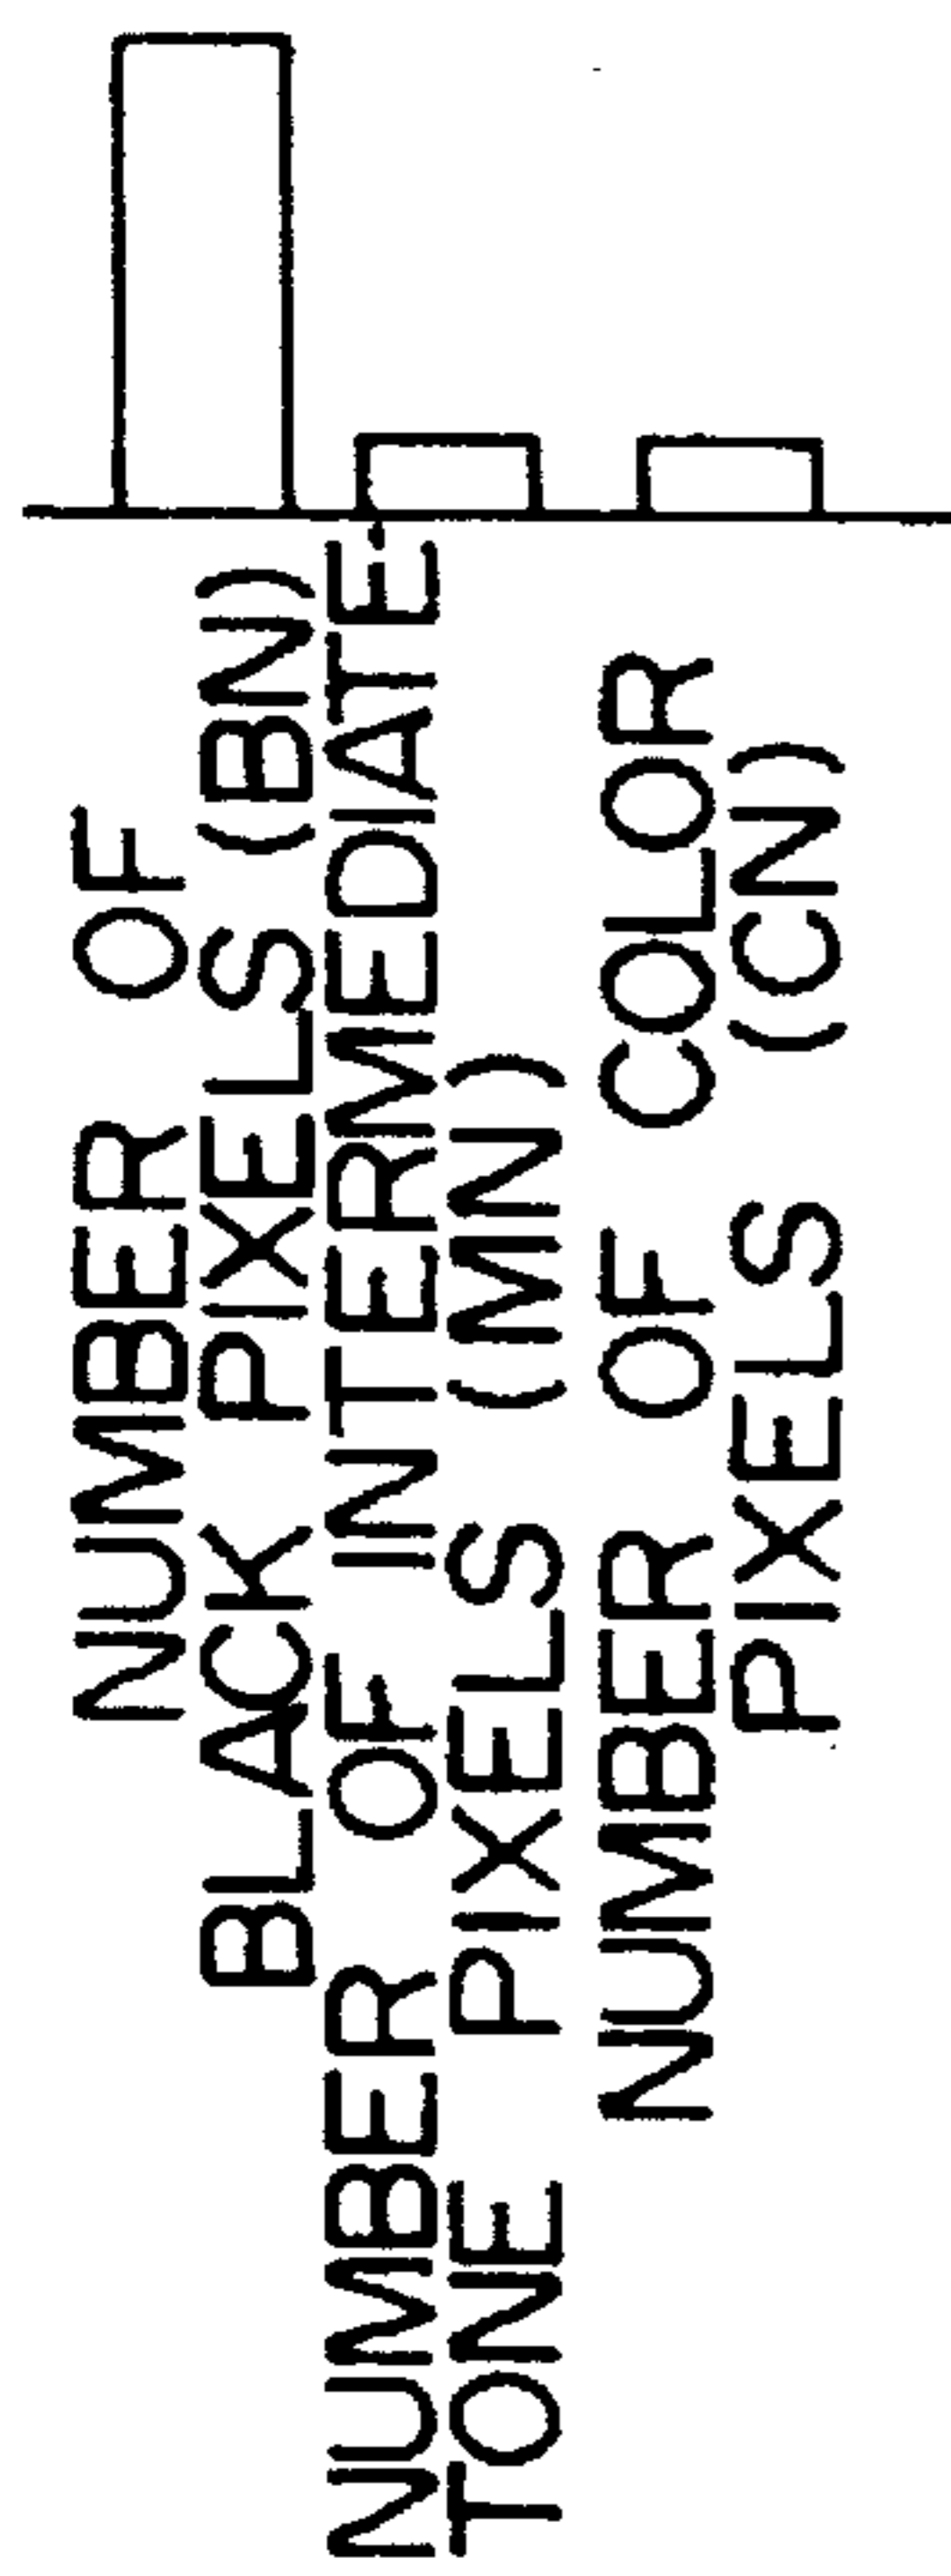 NUMBER OF
BLACK PIXELS (BN)
NUMBER OF INTERMEDIATE-
TONE PIXELS (MN)
NUMBER OF COLOR
PIXELS (CN)